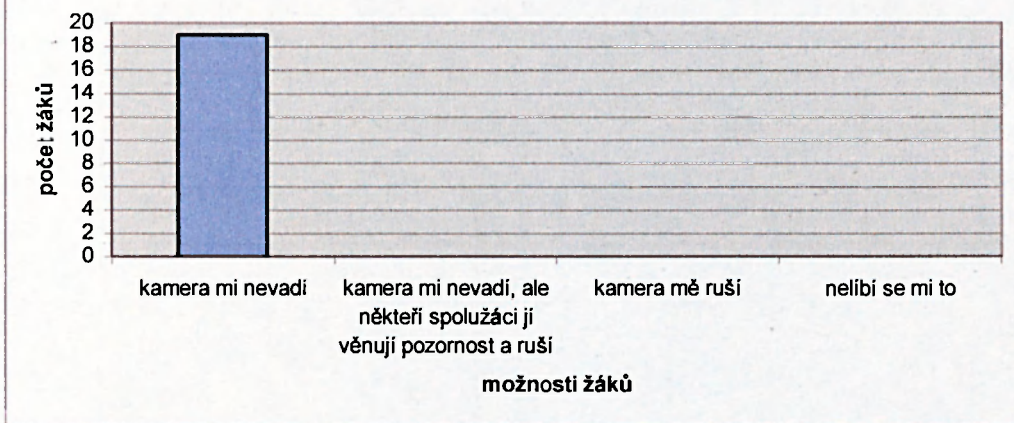 20
18
16
14
12
10
8
6
4
2
0
počet žáků
kamera mi nevadí
kamera mi nevadí, ale
někteří spolužáci jí
věnují pozornost a ruší
kamera mě ruší
nelíbí se mi to
možnosti žáků